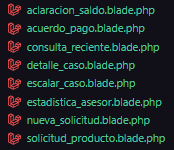 aclaracion_saldo.blade.php
acuerdo_pago.blade.php
consulta_reciente.blade.php
detalle_caso.blade.php
escalar_caso.blade.php
estadistica_asesor.blade.php
nueva_solicitud.blade.php
solicitud_producto.blade.php